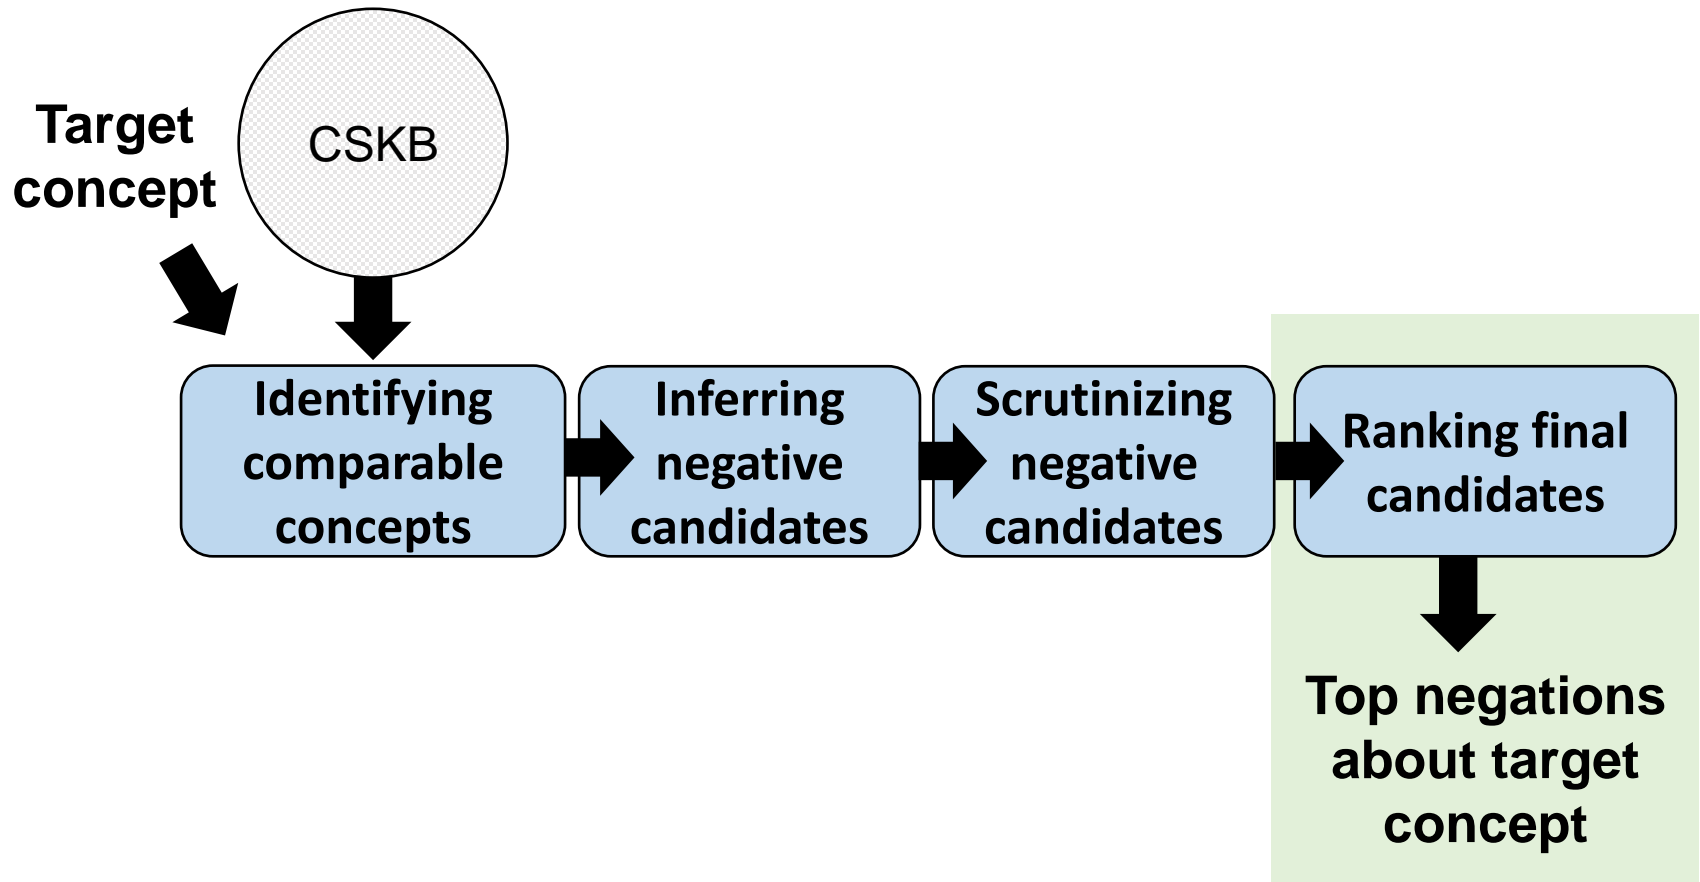 Target
concept
CSKB
Identifying
comparable
concepts
Inferring
negative
candidates
Scrutinizing
negative
candidates
Ranking final
candidates
Top negations
about target
concept